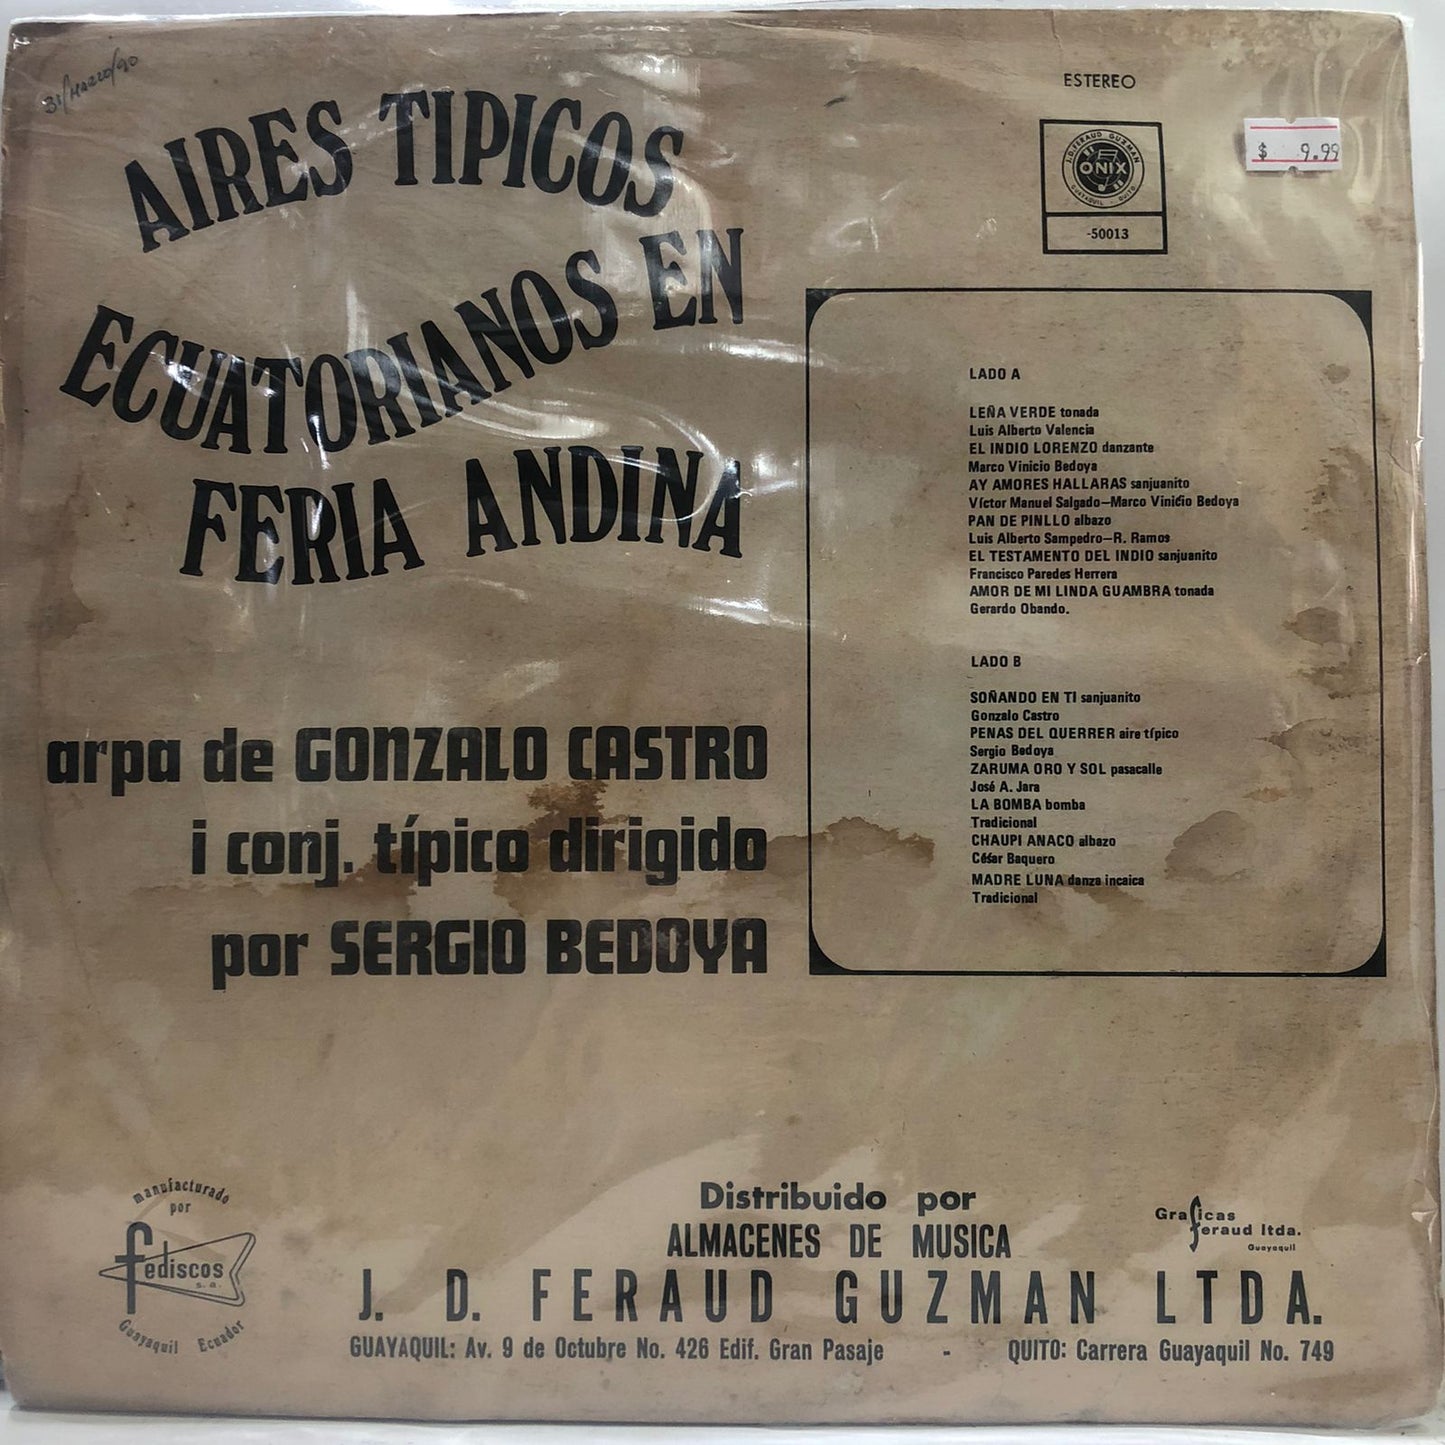 31/Marzo/90
AIRES TIPICOS
ECUATORIANOS EN
FERIA ANDINA
ESTEREO
J.D. FERAUD GUZMAN
ONIX
GUAYAQUIL - QUITO
-50013
$ 9.99
LADO A
LEÑA VERDE tonada
Luis Alberto Valencia
EL INDIO LORENZO danzante
Marco Vinicio Bedoya
AY AMORES HALLARAS sanjuanito
Víctor Manuel Salgado—Marco Vinicio Bedoya
PAN DE PINLLO albazo
Luis Alberto Sampedro—R. Ramos
EL TESTAMENTO DEL INDIO sanjuanito
Francisco Paredes Herrera
AMOR DE MI LINDA GUAMBRA tonada
Gerardo Obando.
LADO B
SOÑANDO EN TI sanjuanito
Gonzalo Castro
PENAS DEL QUERRER aire típico
Sergio Bedoya
ZARUMA ORO Y SOL pasacalle
José A. Jara
LA BOMBA bomba
Tradicional
CHAUPI ANACO albazo
César Baquero
MADRE LUNA danza incaica
Tradicional
arpa de GONZALO CASTRO
i conj. típico dirigido
por SERGIO BEDOYA
manufacturado
por
fediscos
s.a.
Guayaquil Ecuador
Distribuido por
ALMACENES DE MUSICA
J. D. FERAUD GUZMAN LTDA.
GUAYAQUIL: Av. 9 de Octubre No. 426 Edif. Gran Pasaje - QUITO: Carrera Guayaquil No. 749
Graficas
feraud ltda.
Guayaquil